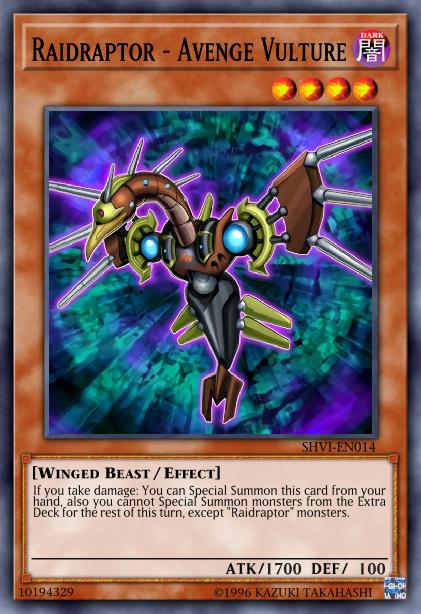 Raidraptor - Avenge Vulture
DARK
闇
SHVI-EN014
[Winged Beast / Effect]
If you take damage: You can Special Summon this card from your
hand, also you cannot Special Summon monsters from the Extra
Deck for the rest of this turn, except "Raidraptor" monsters.
ATK/1700 DEF/ 100
10194329
©1996 KAZUKI TAKAHASHI